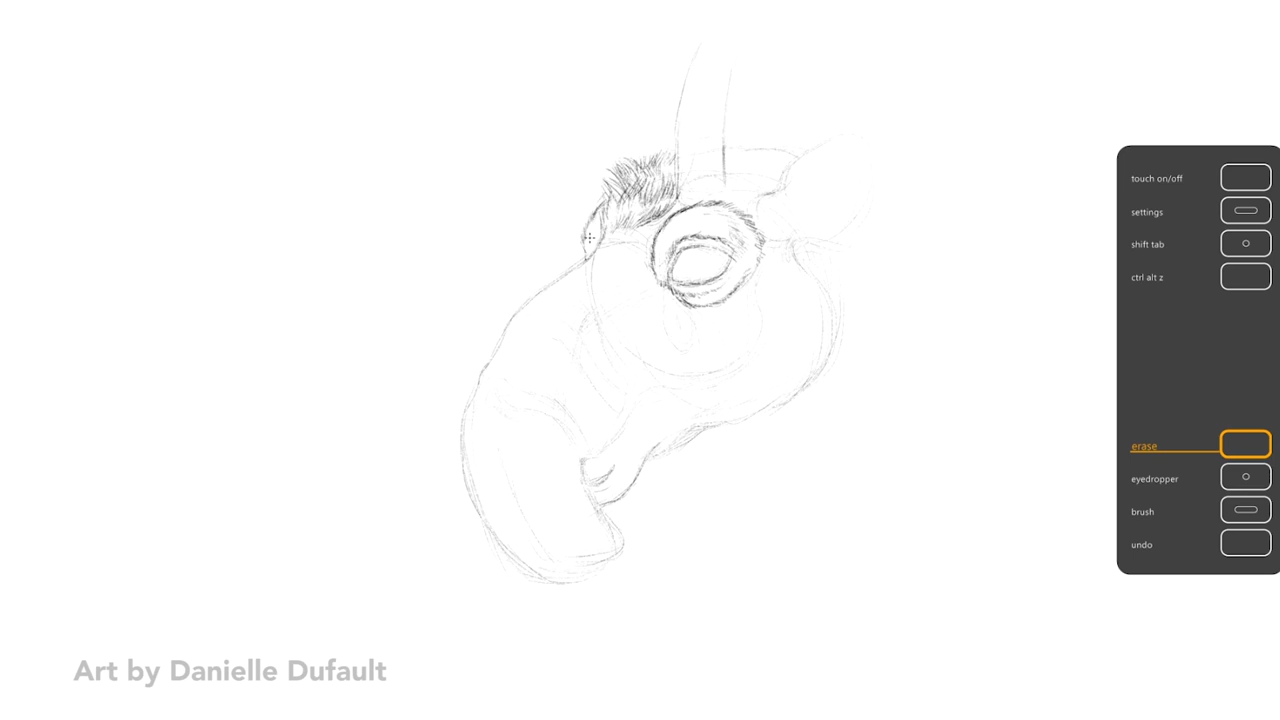 touch on/off
settings
shift tab
ctrl alt z
erase
eyedropper
brush
undo
Art by Danielle Dufault